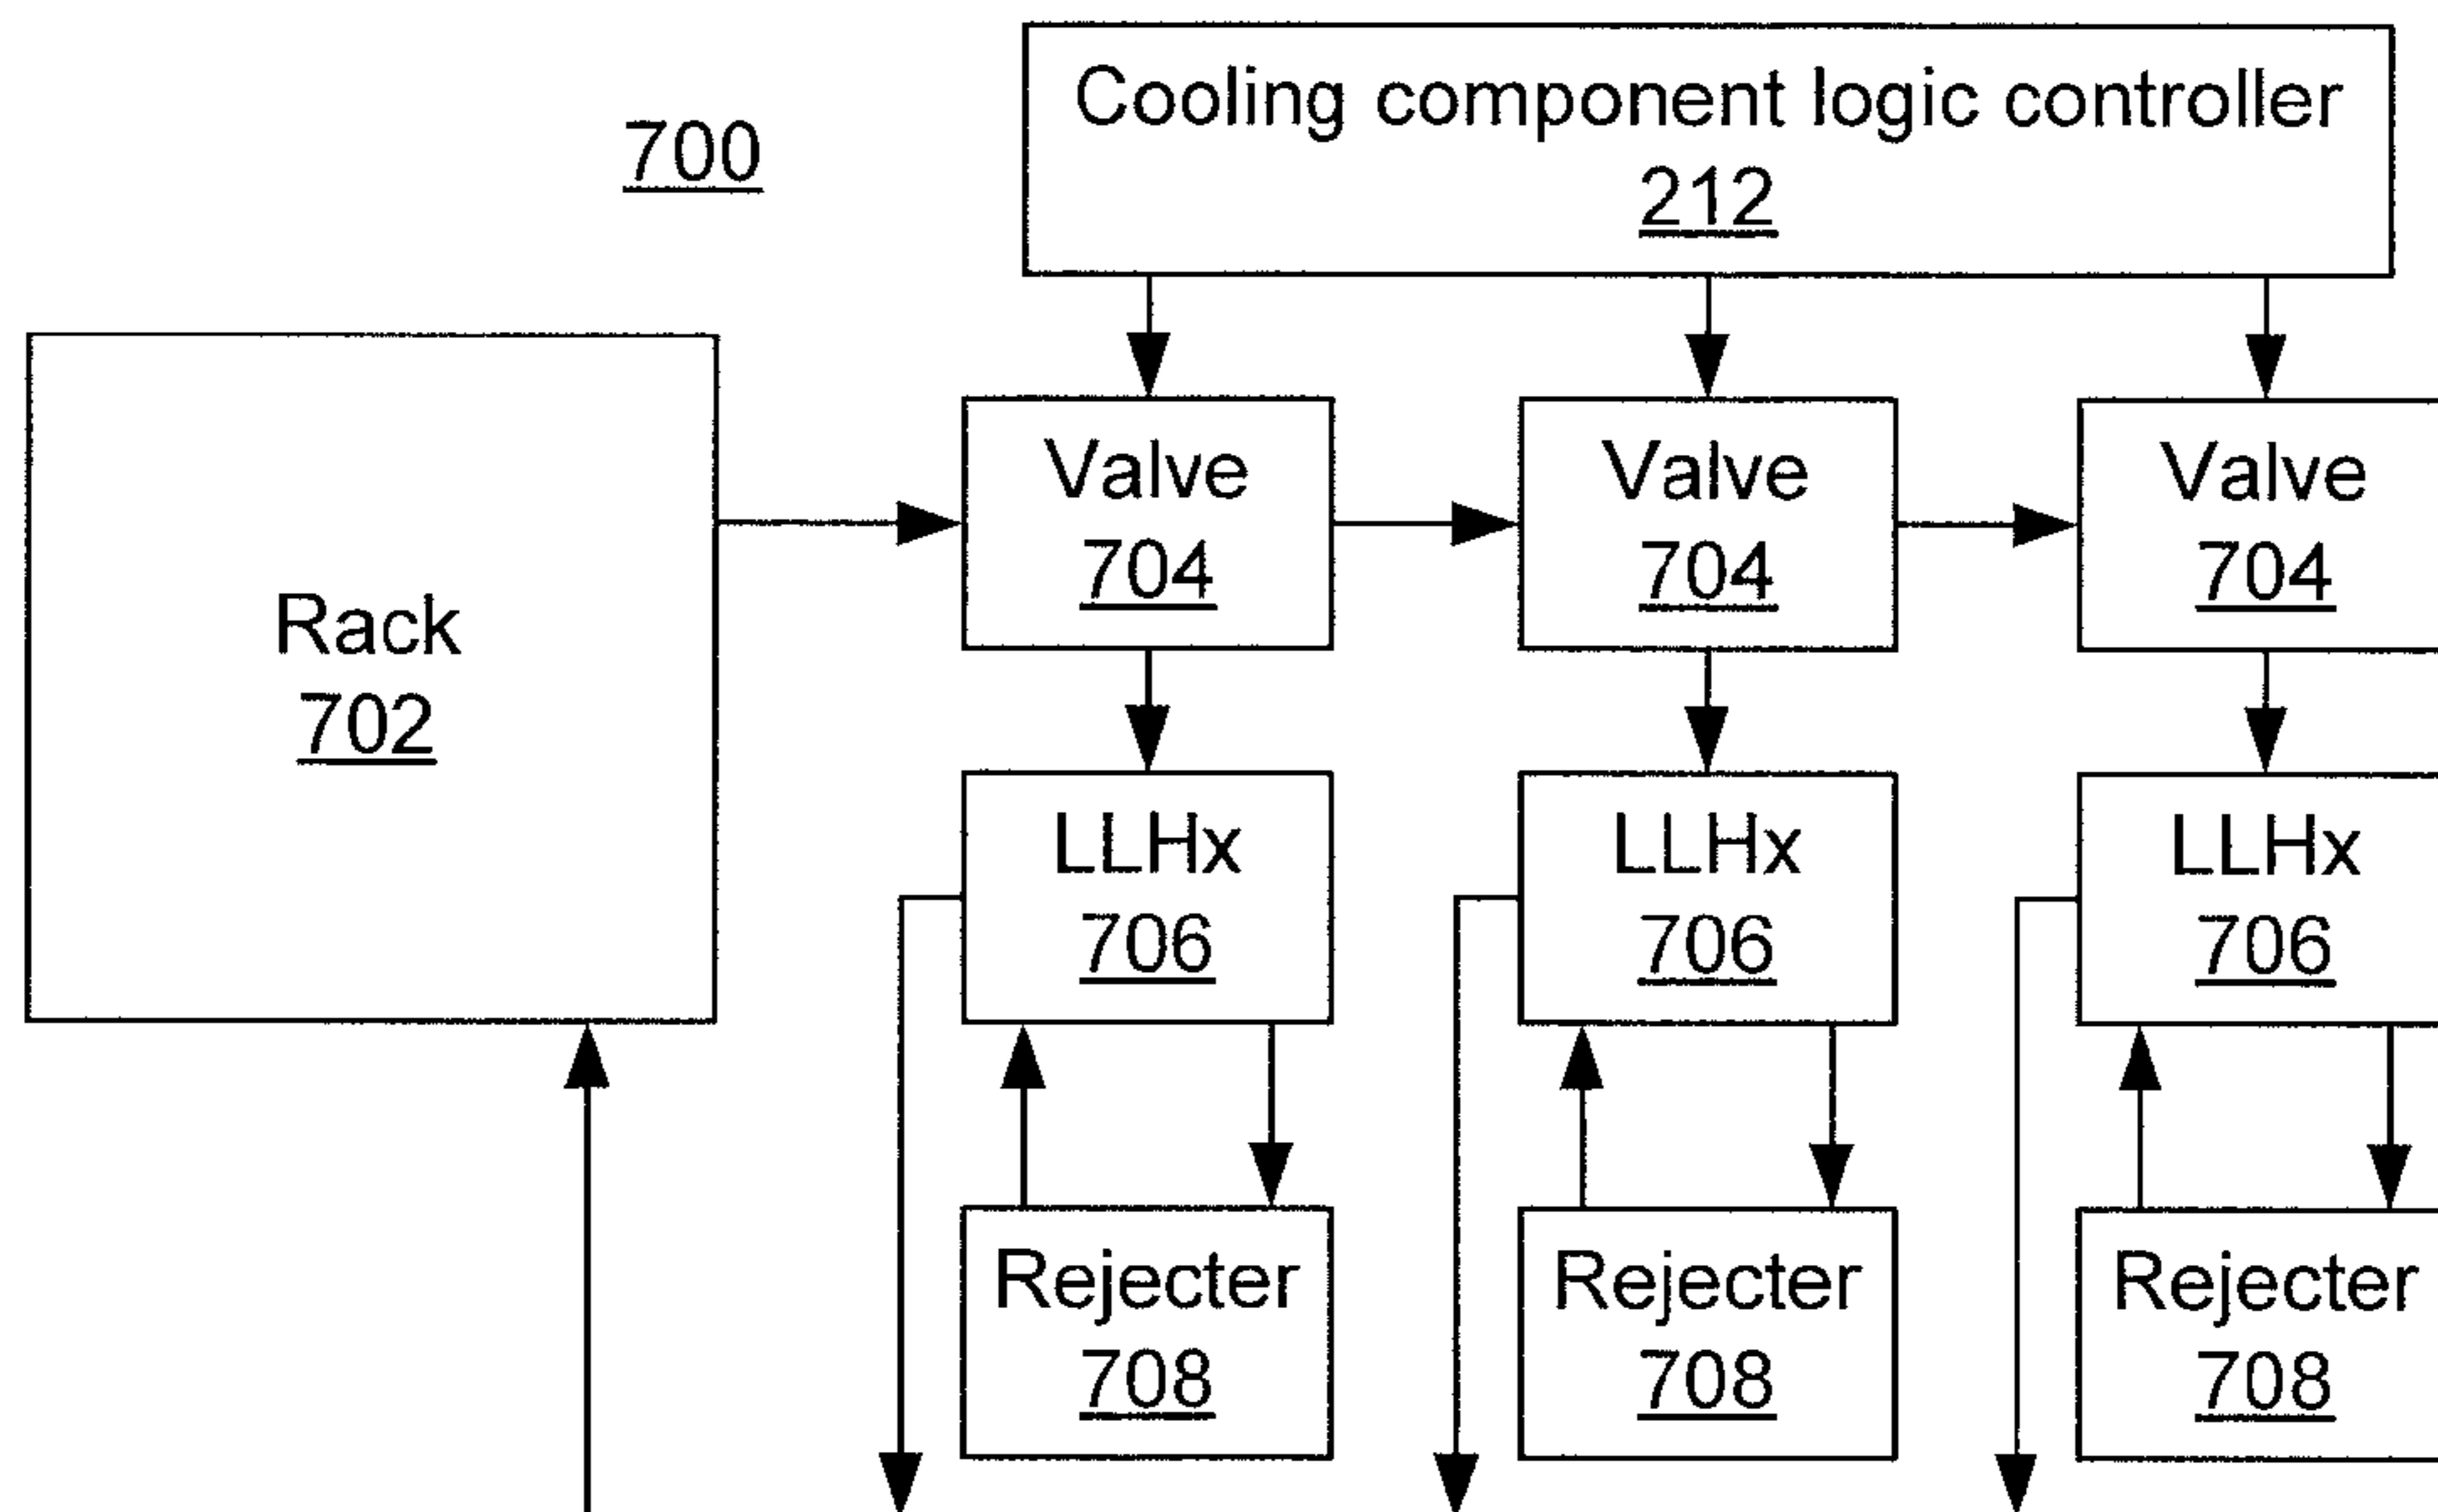 Cooling component logic controller
212
700
Valve
704
Valve
704
Valve
704
Rack
702
LLHx
706
LLHx
706
LLHx
706
Rejecter
708
Rejecter
708
Rejecter
708